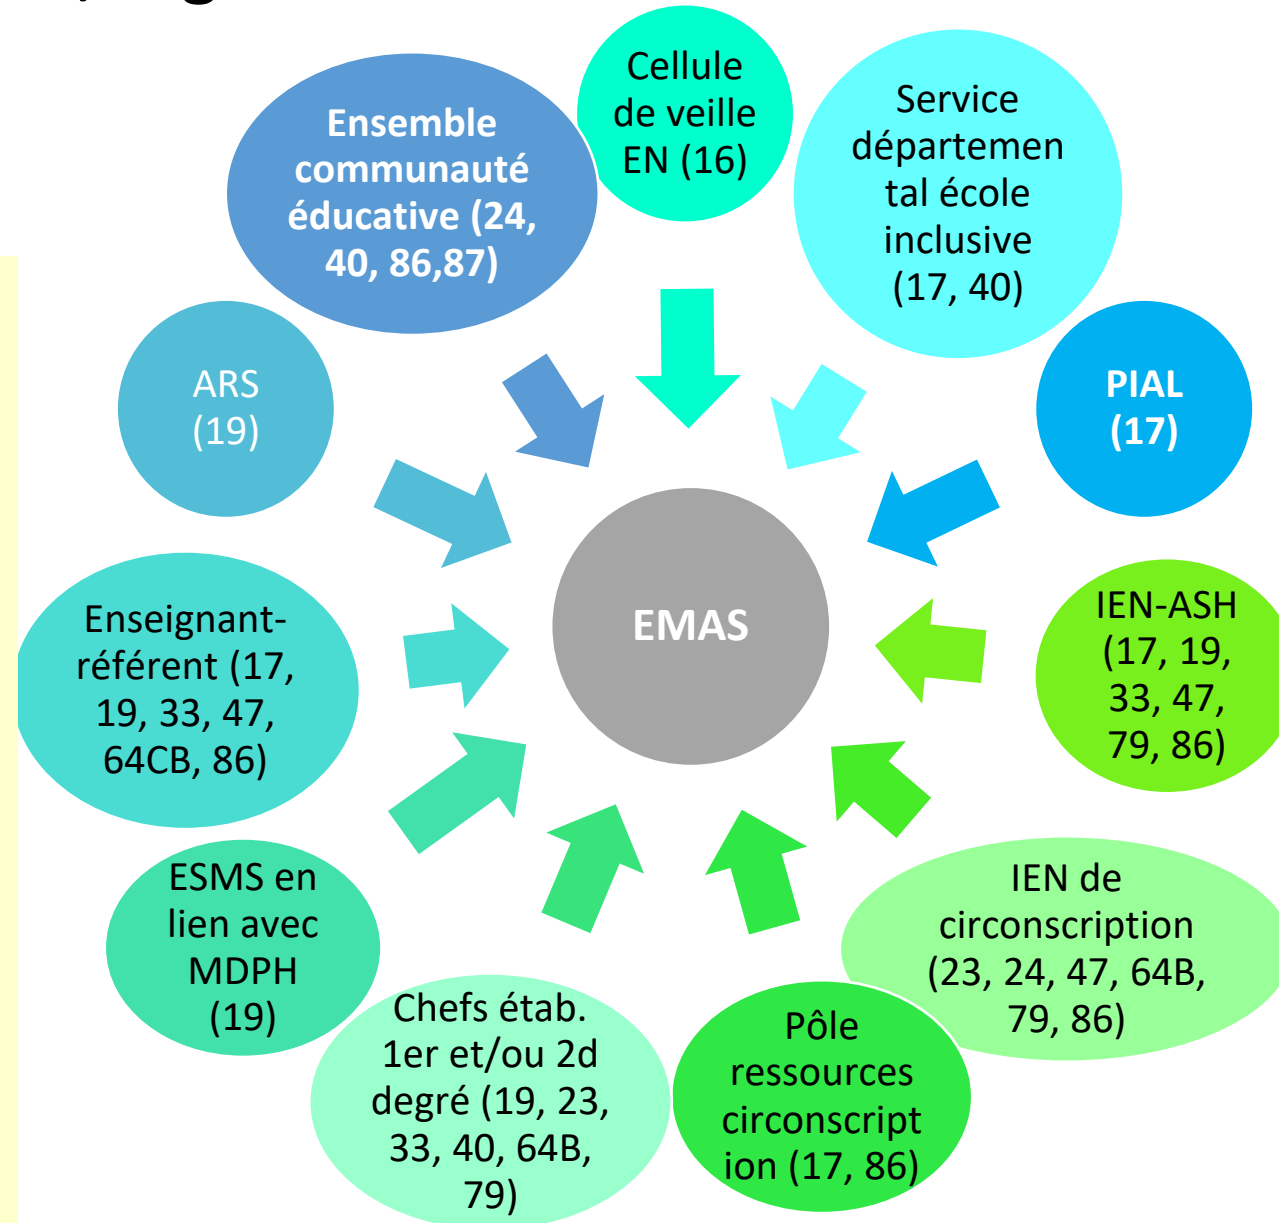 Cellule
de veille
EN (16)
Service
départemen
tal école
inclusive
(17, 40)
PIAL
(17)
IEN-ASH
(17, 19,
33, 47,
79, 86)
IEN de
circonscription
(23, 24, 47, 64B,
79, 86)
Pôle
ressources
circonscript
ion (17, 86)
Chefs étab.
1er et/ou 2d
degré (19, 23,
33, 40, 64B,
79)
ESMS en
lien avec
MDPH
(19)
Enseignant-
référent (17,
19, 33, 47,
64CB, 86)
ARS
(19)
Ensemble
communauté
éducative (24,
40, 86,87)
EMAS